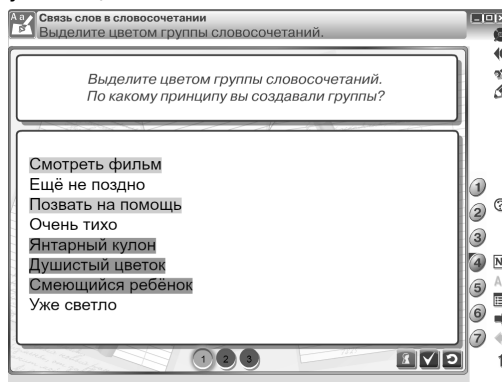 Aa
Связь слов в словосочетании
Выделите цветом группы словосочетаний.
Выделите цветом группы словосочетаний.
По какому принципу вы создавали группы?
Смотреть фильм
Ещё не поздно
Позвать на помощь
Очень тихо
Янтарный кулон
Душистый цветок
Смеющийся ребёнок
Уже светло
1 2 3
1
2
3
4
5
6
7